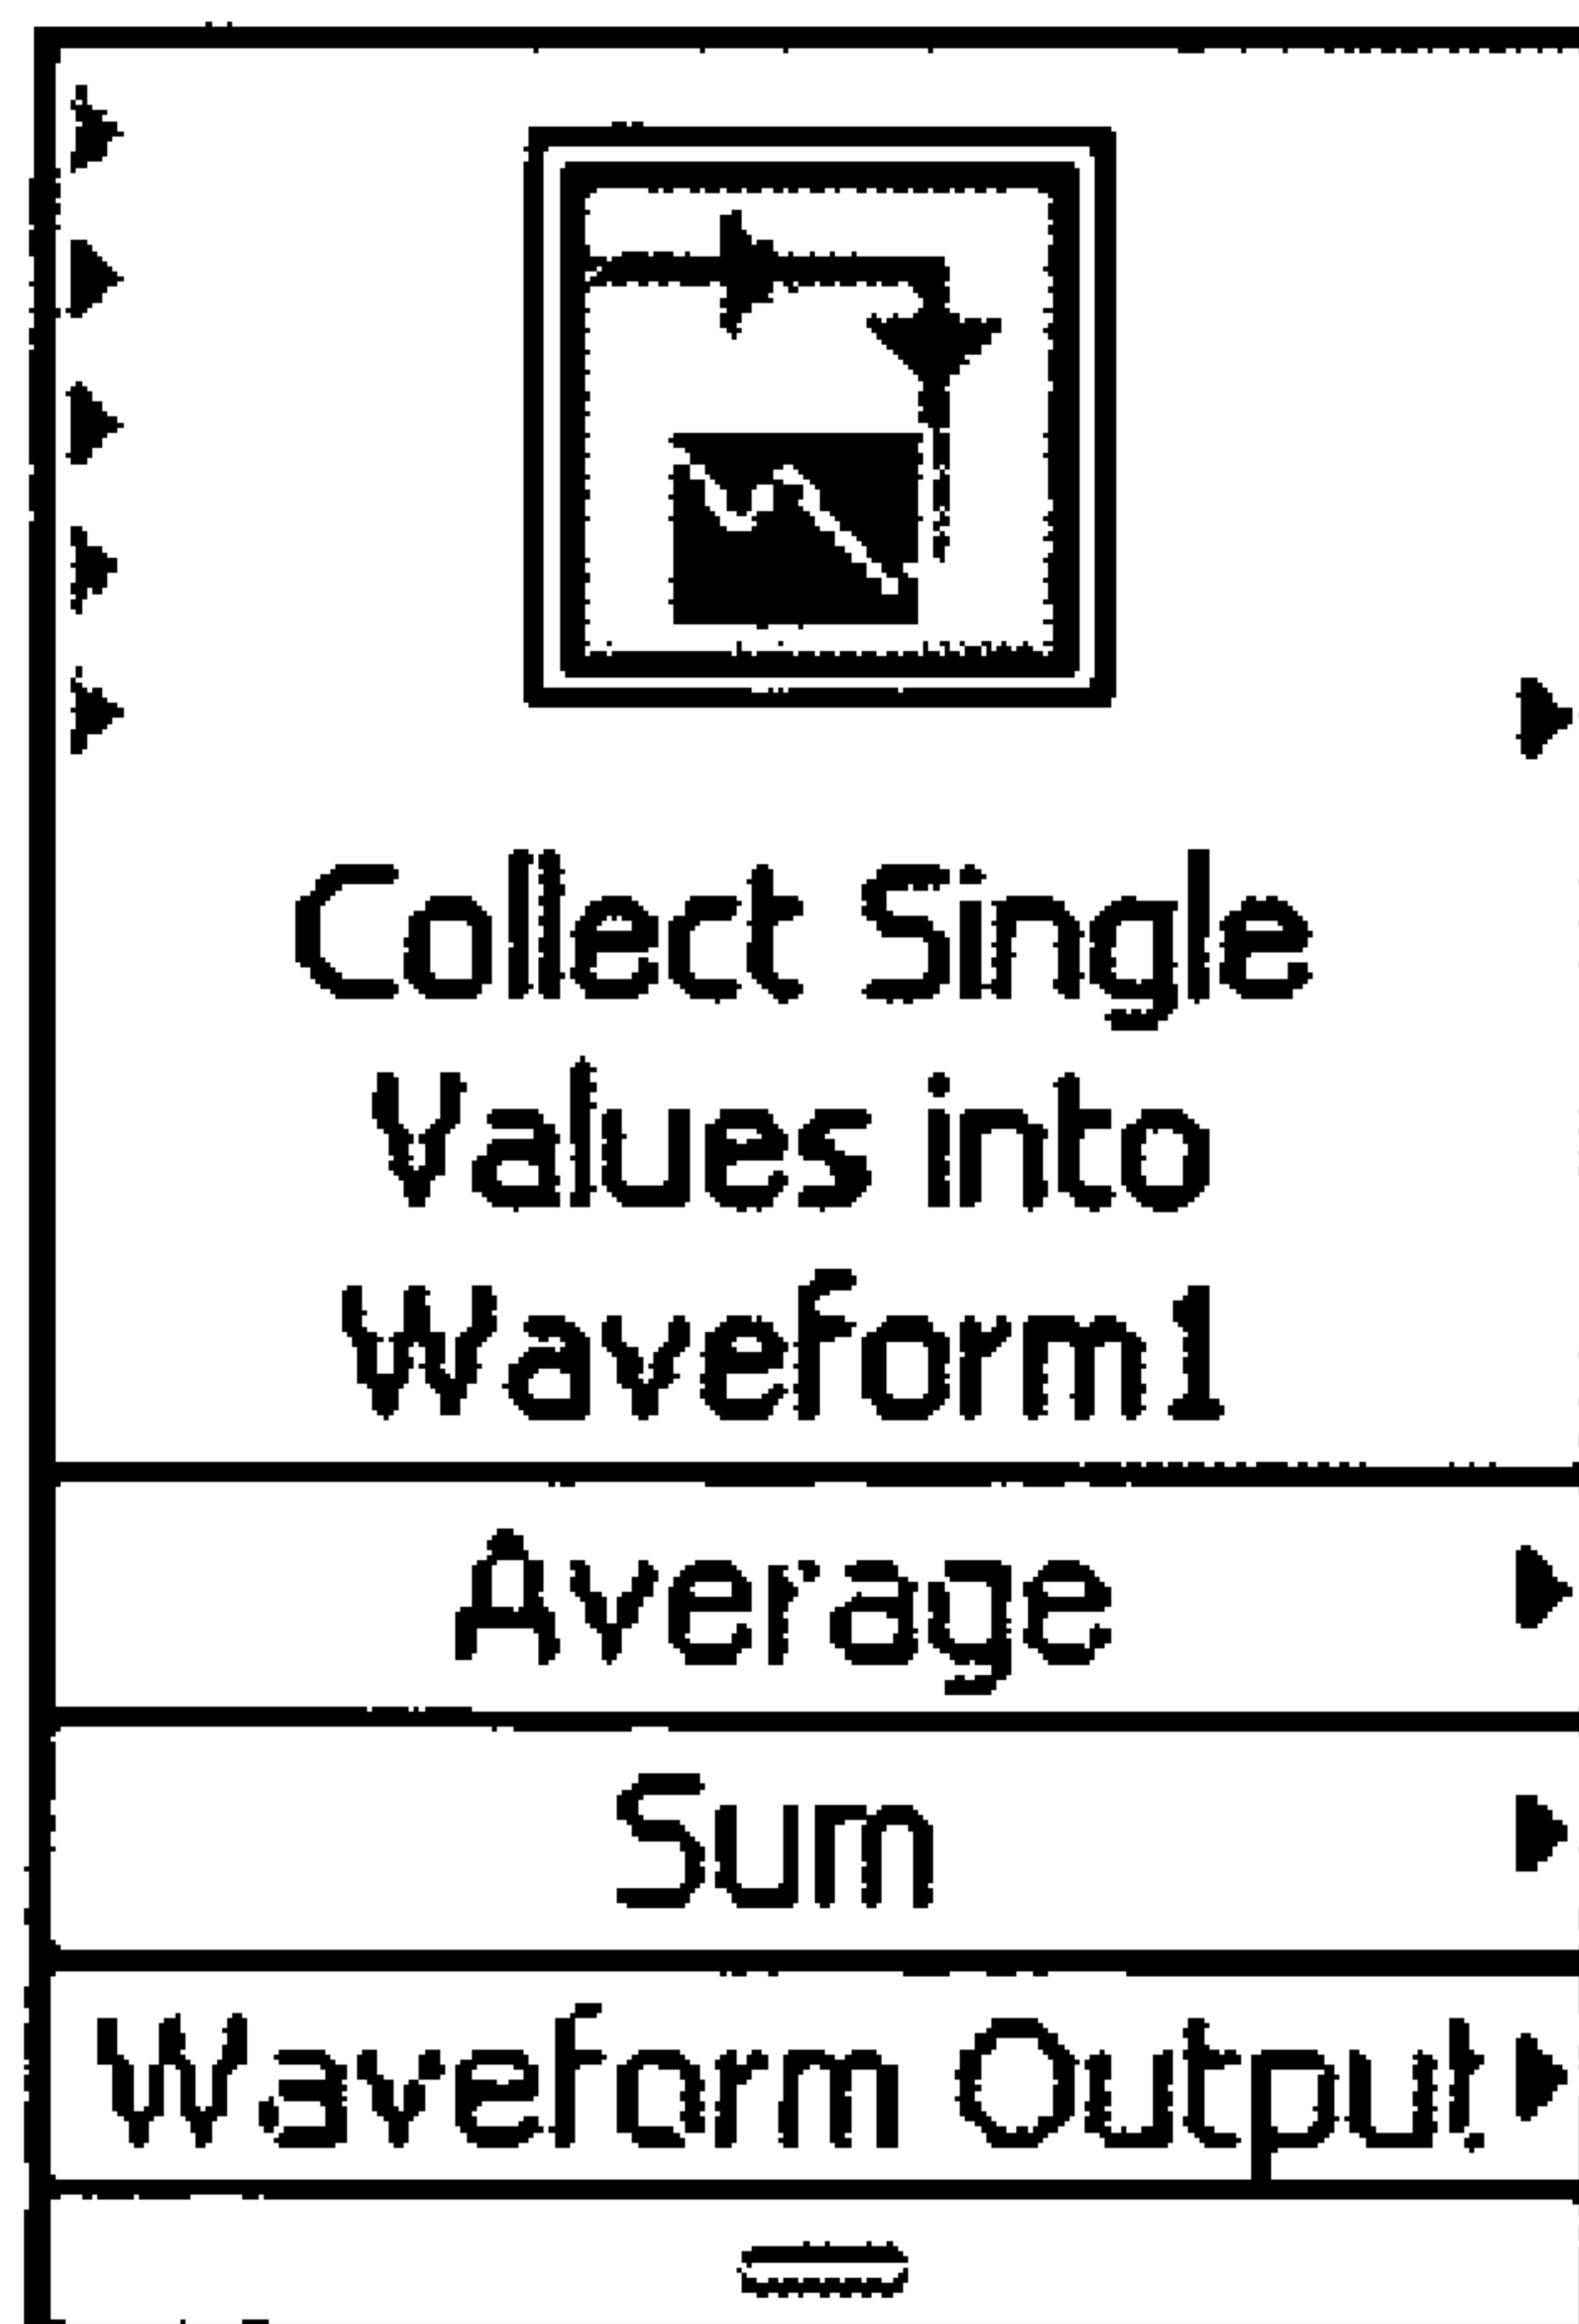 Collect Single
Values into
Waveform1
Average
Sum
Waveform Output